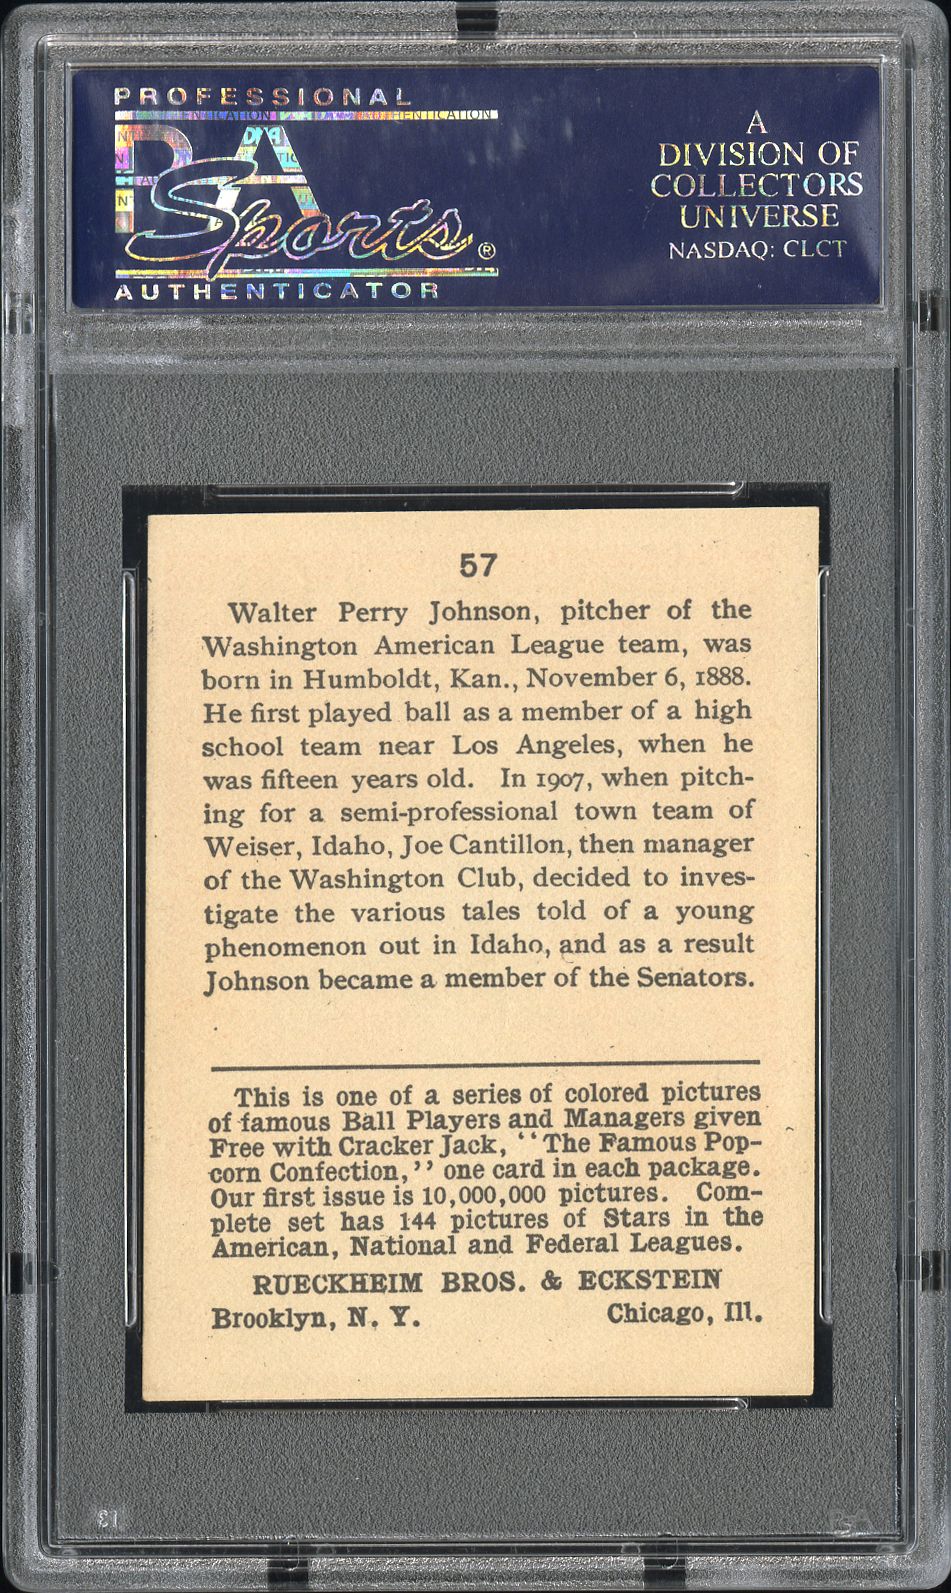 PROFESSIONAL
PSA
Sports®
AUTHENTICATOR
A
DIVISION OF
COLLECTORS
UNIVERSE
NASDAQ: CLCT
57
Walter Perry Johnson, pitcher of the
Washington American League team, was
born in Humboldt, Kan., November 6, 1888.
He first played ball as a member of a high
school team near Los Angeles, when he
was fifteen years old. In 1907, when pitch-
ing for a semi-professional town team of
Weiser, Idaho, Joe Cantillon, then manager
of the Washington Club, decided to inves-
tigate the various tales told of a young
phenomenon out in Idaho, and as a result
Johnson became a member of the Senators.
This is one of a series of colored pictures
of famous Ball Players and Managers given
Free with Cracker Jack, "The Famous Pop-
corn Confection," one card in each package.
Our first issue is 10,000,000 pictures. Com-
plete set has 144 pictures of Stars in the
American, National and Federal Leagues.
RUECKHEIM BROS. & ECKSTEIN
Brooklyn, N. Y. Chicago, Ill.